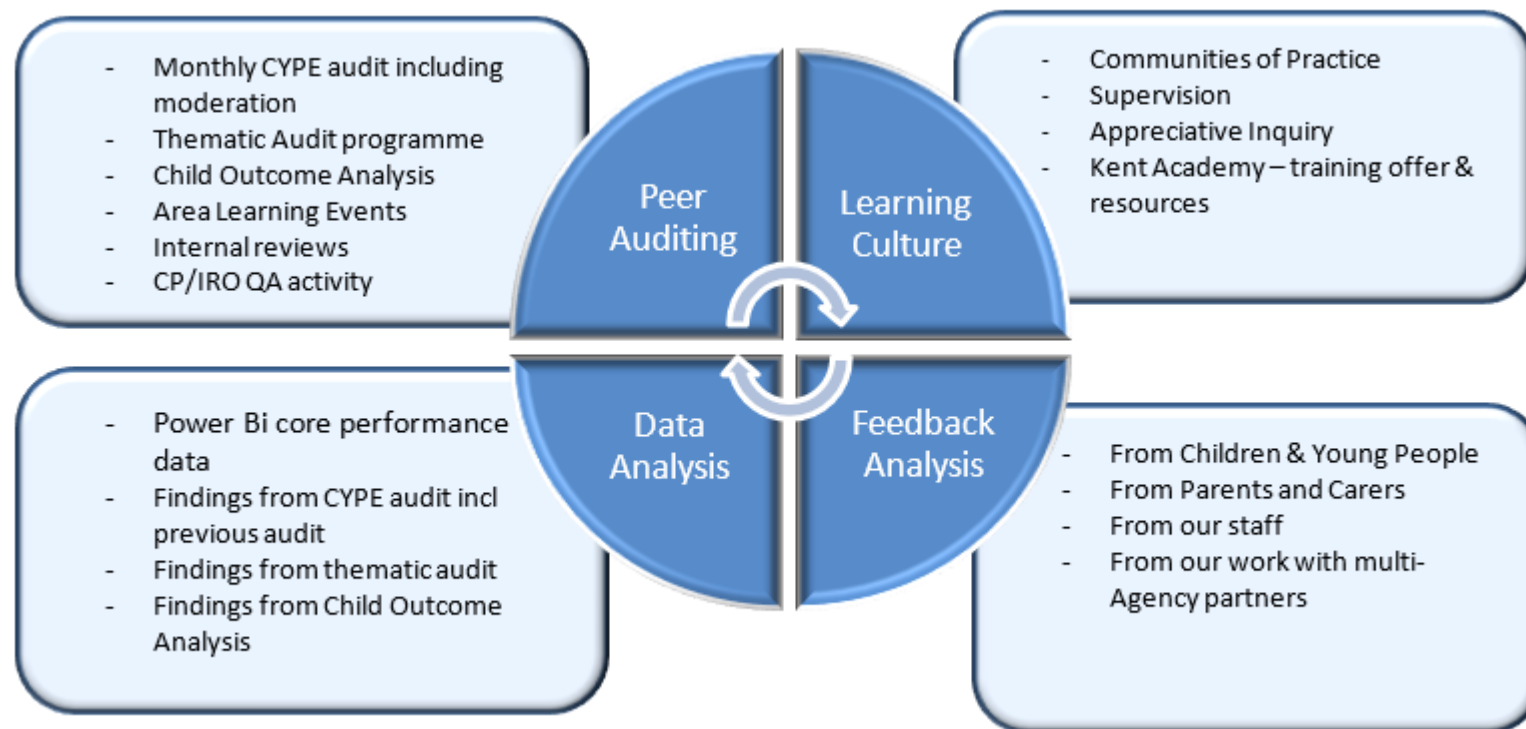 - Monthly CYPE audit including
moderation
- Thematic Audit programme
- Child Outcome Analysis
- Area Learning Events
- Internal reviews
- CP/IRO QA activity
Peer
Auditing
Learning
Culture
- Communities of Practice
- Supervision
- Appreciative Inquiry
- Kent Academy – training offer &
resources
- Power Bi core performance
data
- Findings from CYPE audit incl
previous audit
- Findings from thematic audit
- Findings from Child Outcome
Analysis
Data
Analysis
Feedback
Analysis
- From Children & Young People
- From Parents and Carers
- From our staff
- From our work with multi-
Agency partners